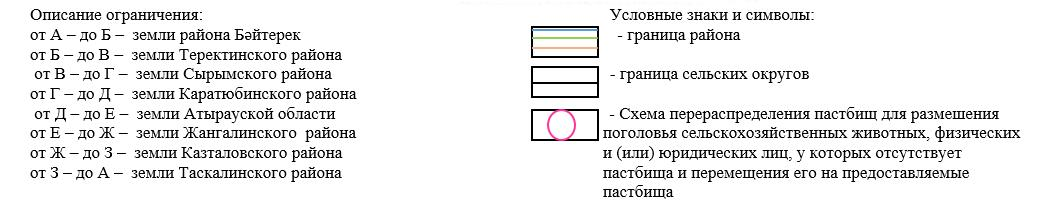 Описание ограничения:
от А – до Б – земли района Бәйтерек
от Б – до В – земли Теректинского района
от В – до Г – земли Сырымского района
от Г – до Д – земли Каратюбинского района
от Д – до Е – земли Атырауской области
от Е – до Ж – земли Жангалинского района
от Ж – до З – земли Казталовского района
от З – до А – земли Таскалинского района
Условные знаки и символы:
- граница района
- граница сельских округов
- Схема перераспределения пастбищ для размещения
поголовья сельскохозяйственных животных, физических
и (или) юридических лиц, у которых отсутствует
пастбища и перемещения его на предоставляемые
пастбища